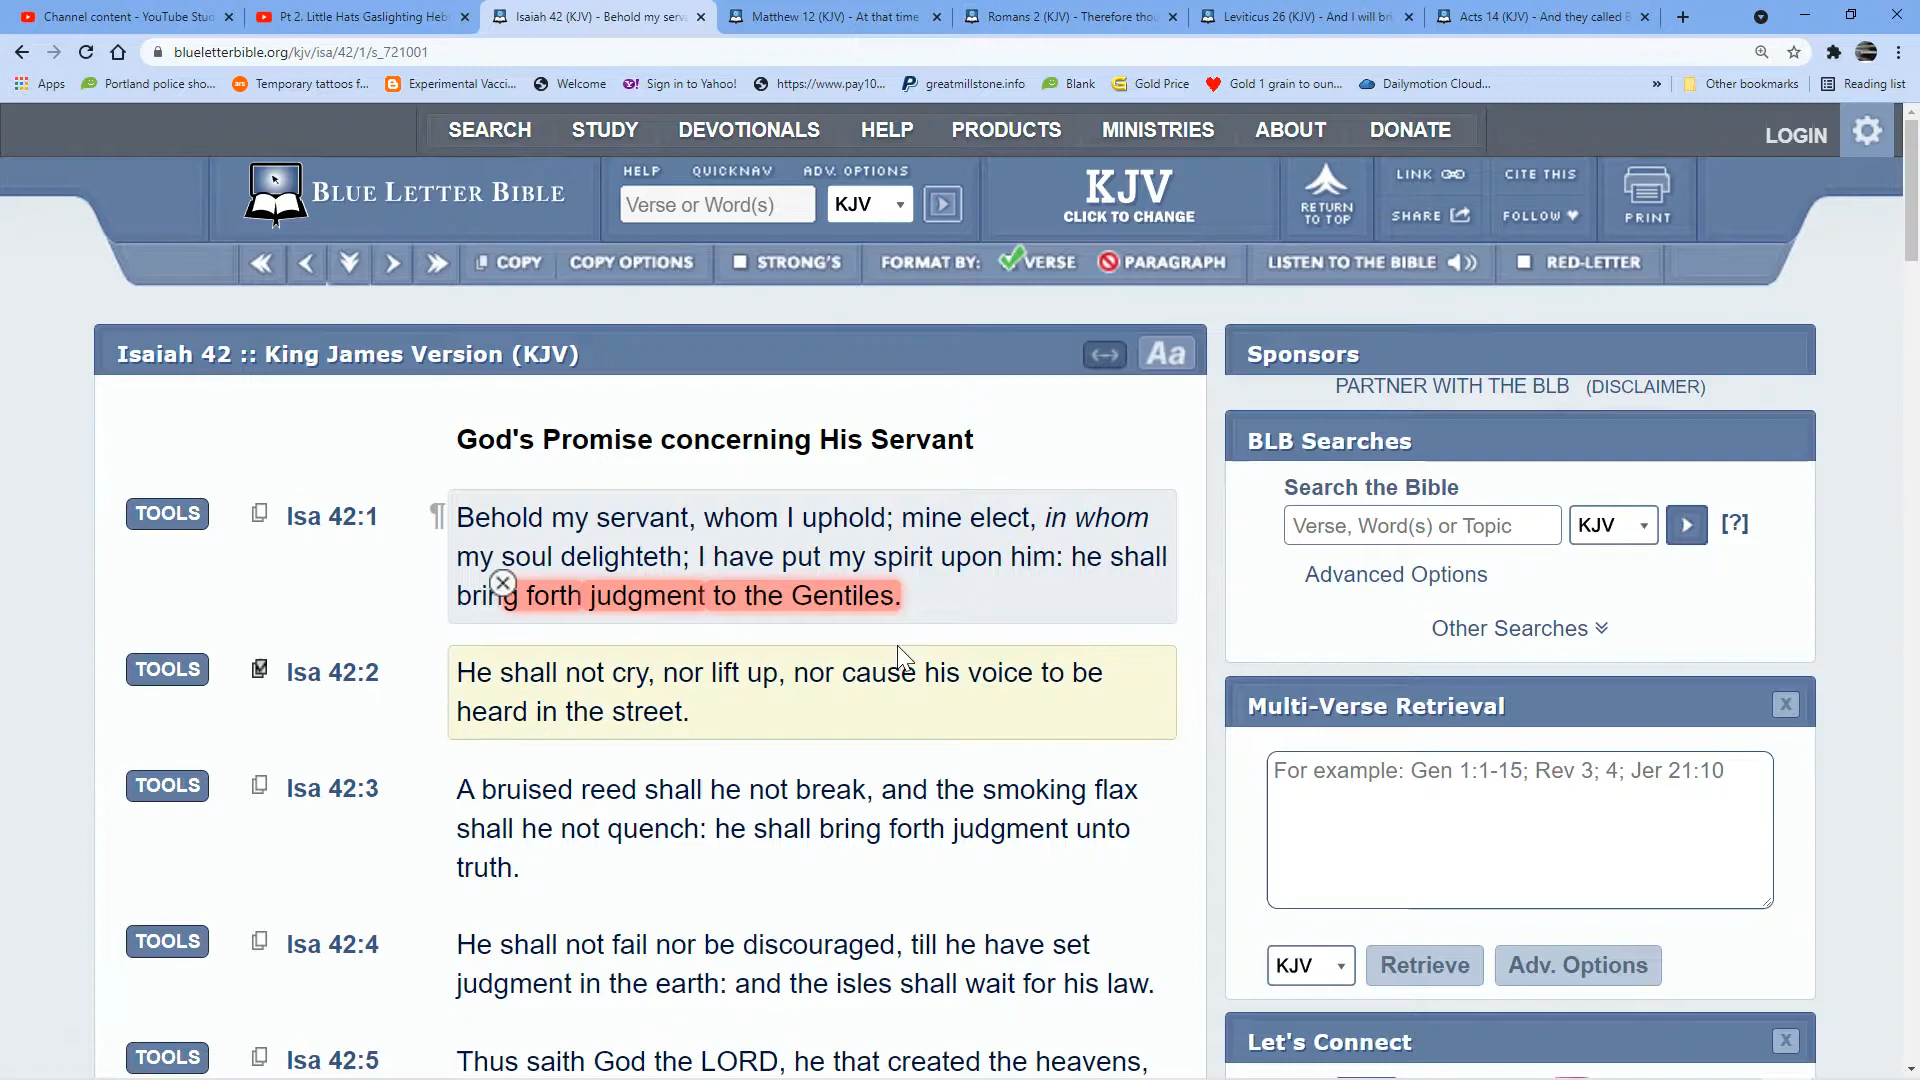 Channel content - YouTube Stu
Pt 2. Little Hats Gaslighting Heb
Isaiah 42 (KJV) - Behold my serv
Matthew 12 (KJV) - At that time
Romans 2 (KJV) - Therefore thou
Leviticus 26 (KJV) - And I will bri
Acts 14 (KJV) - And they called B
blueletterbible.org/kjv/isa/42/1/s_721001
Apps
Portland police sho...
Temporary tattoos f...
Experimental Vacci...
Welcome
Sign in to Yahoo!
https://www.pay10...
greatmillstone.info
Blank
Gold Price
Gold 1 grain to oun...
Dailymotion Cloud...
»
Other bookmarks
Reading list
SEARCH STUDY DEVOTIONALS HELP PRODUCTS MINISTRIES ABOUT DONATE
LOGIN
BLUE LETTER BIBLE
HELP QUICKNAV ADV. OPTIONS
Verse or Word(s) KJV
KJV
CLICK TO CHANGE
RETURN
TO TOP
LINK CITE THIS
SHARE FOLLOW
PRINT
COPY COPY OPTIONS STRONG'S FORMAT BY: VERSE PARAGRAPH LISTEN TO THE BIBLE RED-LETTER
Isaiah 42 :: King James Version (KJV)
Aa
God's Promise concerning His Servant
TOOLS Isa 42:1 ¶ Behold my servant, whom I uphold; mine elect, in whom
my soul delighteth; I have put my spirit upon him: he shall
bring forth judgment to the Gentiles.
TOOLS Isa 42:2 He shall not cry, nor lift up, nor cause his voice to be
heard in the street.
TOOLS Isa 42:3 A bruised reed shall he not break, and the smoking flax
shall he not quench: he shall bring forth judgment unto
truth.
TOOLS Isa 42:4 He shall not fail nor be discouraged, till he have set
judgment in the earth: and the isles shall wait for his law.
TOOLS Isa 42:5 Thus saith God the LORD, he that created the heavens,
Sponsors
PARTNER WITH THE BLB (DISCLAIMER)
BLB Searches
Search the Bible
Verse, Word(s) or Topic KJV [?]
Advanced Options
Other Searches
Multi-Verse Retrieval X
For example: Gen 1:1-15; Rev 3; 4; Jer 21:10
KJV Retrieve Adv. Options
Let's Connect X